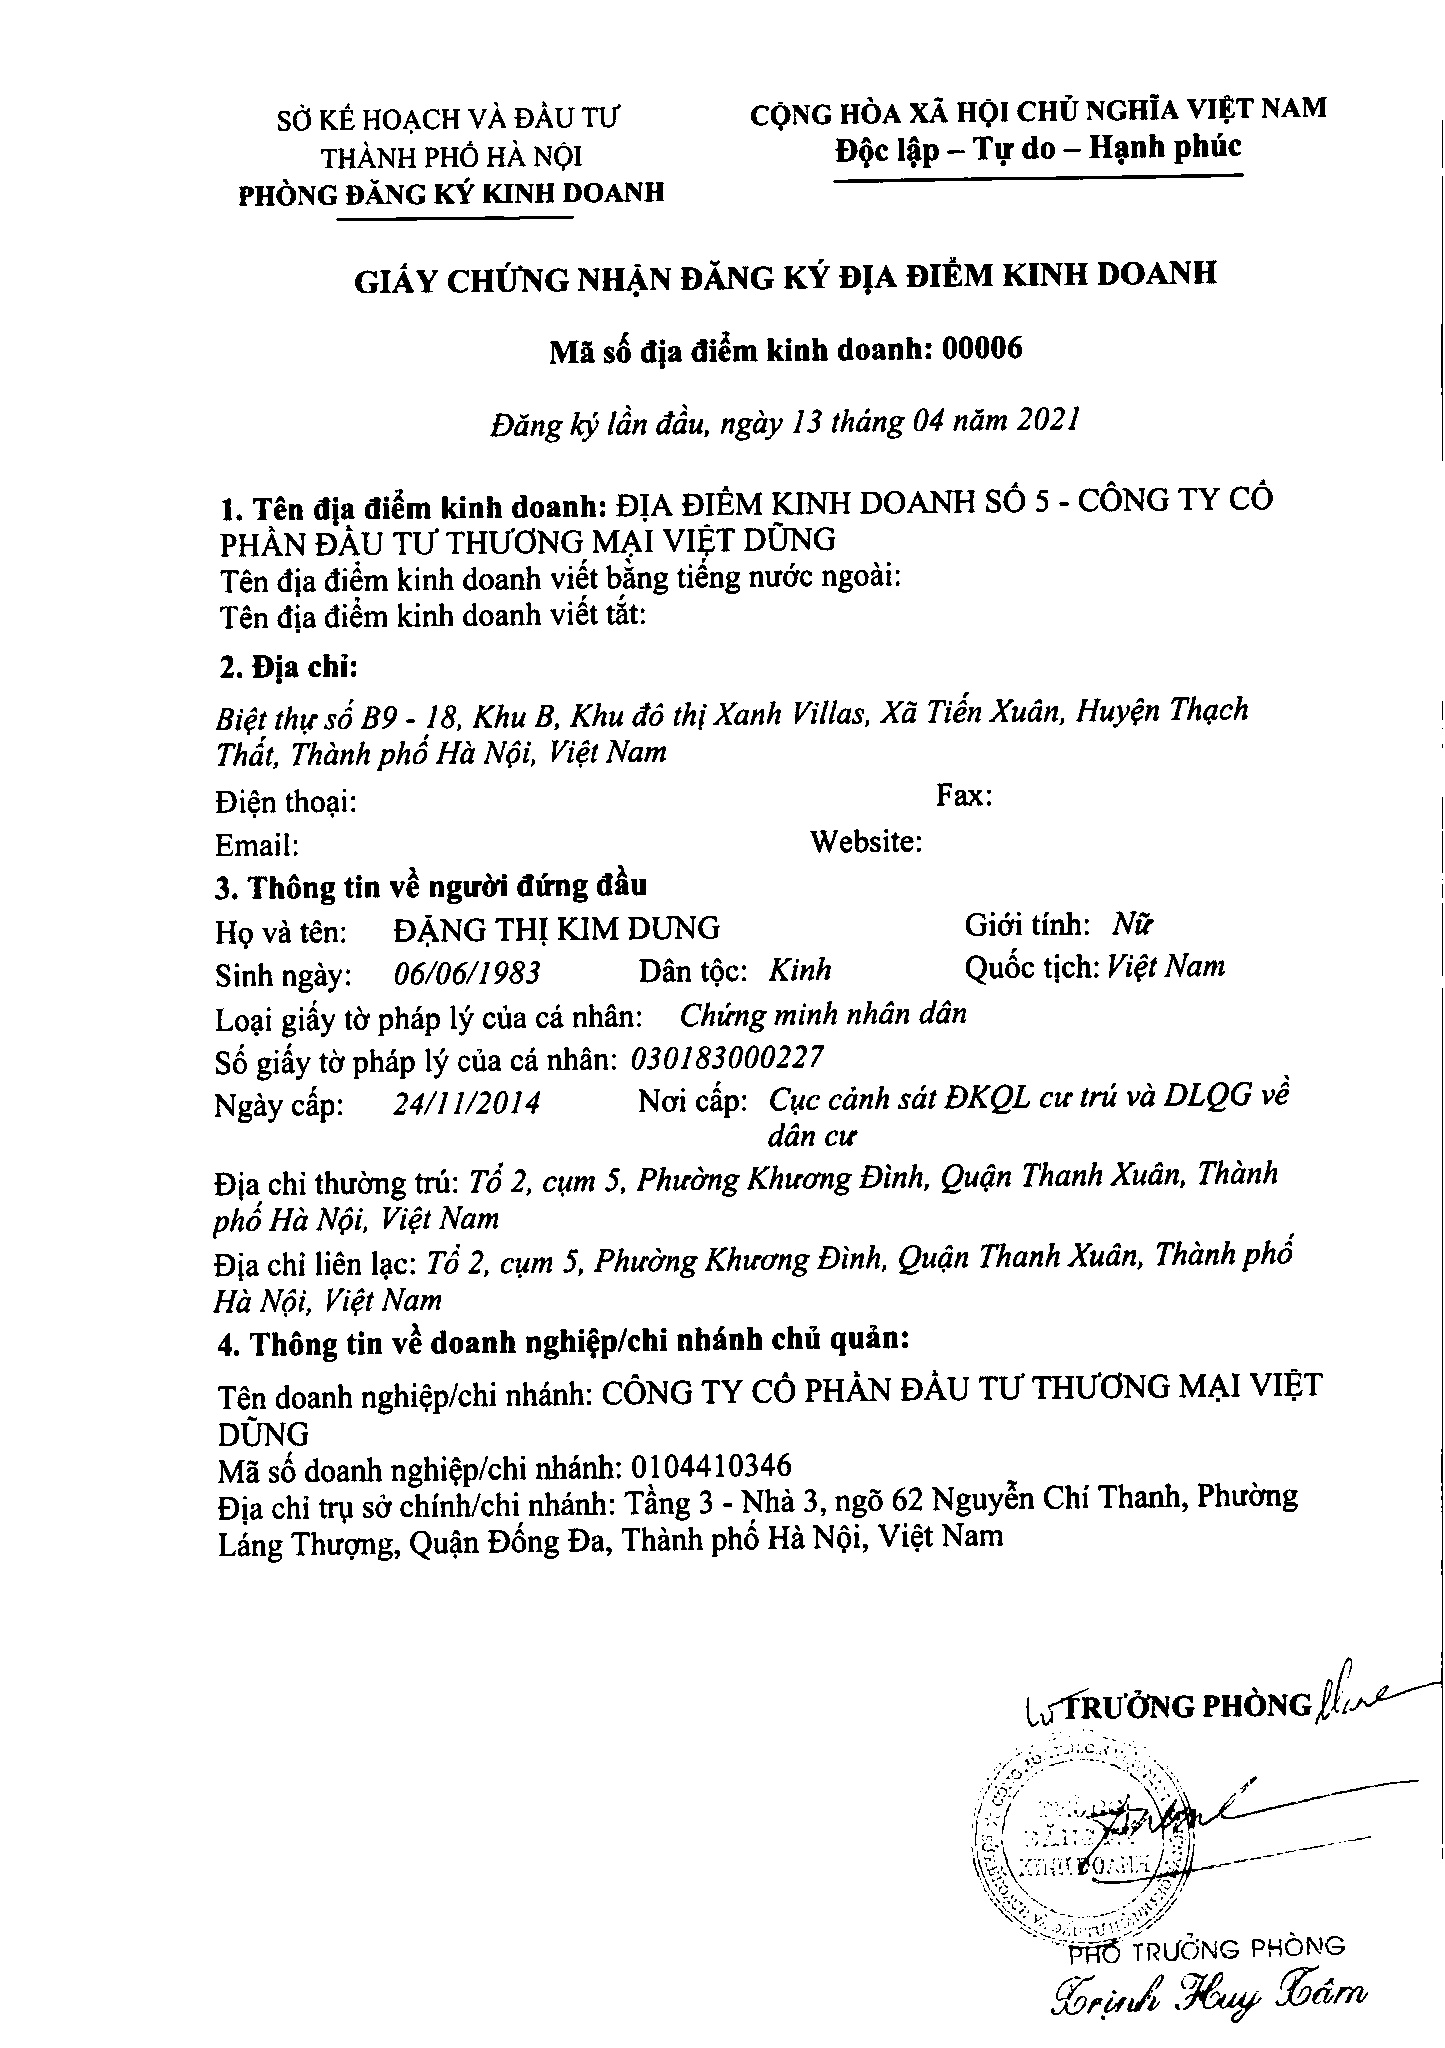 SỞ KẾ HOẠCH VÀ ĐẦU TƯ
THÀNH PHỐ HÀ NỘI
PHÒNG ĐĂNG KÝ KINH DOANH
CỘNG HÒA XÃ HỘI CHỦ NGHĨA VIỆT NAM
Độc lập – Tự do – Hạnh phúc
GIẤY CHỨNG NHẬN ĐĂNG KÝ ĐỊA ĐIỂM KINH DOANH
Mã số địa điểm kinh doanh: 00006
Đăng ký lần đầu, ngày 13 tháng 04 năm 2021
1. Tên địa điểm kinh doanh: ĐỊA ĐIỂM KINH DOANH SỐ 5 - CÔNG TY CỔ
PHẦN ĐẦU TƯ THƯƠNG MẠI VIỆT DŨNG
Tên địa điểm kinh doanh viết bằng tiếng nước ngoài:
Tên địa điểm kinh doanh viết tắt:
2. Địa chỉ:
Biệt thự số B9 - 18, Khu B, Khu đô thị Xanh Villas, Xã Tiến Xuân, Huyện Thạch
Thất, Thành phố Hà Nội, Việt Nam
Điện thoại: Fax:
Email: Website:
3. Thông tin về người đứng đầu
Họ và tên: ĐẶNG THỊ KIM DUNG Giới tính: Nữ
Sinh ngày: 06/06/1983 Dân tộc: Kinh Quốc tịch: Việt Nam
Loại giấy tờ pháp lý của cá nhân: Chứng minh nhân dân
Số giấy tờ pháp lý của cá nhân: 030183000227
Ngày cấp: 24/11/2014 Nơi cấp: Cục cảnh sát ĐKQL cư trú và DLQG về
dân cư
Địa chỉ thường trú: Tổ 2, cụm 5, Phường Khương Đình, Quận Thanh Xuân, Thành
phố Hà Nội, Việt Nam
Địa chỉ liên lạc: Tổ 2, cụm 5, Phường Khương Đình, Quận Thanh Xuân, Thành phố
Hà Nội, Việt Nam
4. Thông tin về doanh nghiệp/chi nhánh chủ quản:
Tên doanh nghiệp/chi nhánh: CÔNG TY CỔ PHẦN ĐẦU TƯ THƯƠNG MẠI VIỆT
DŨNG
Mã số doanh nghiệp/chi nhánh: 0104410346
Địa chỉ trụ sở chính/chi nhánh: Tầng 3 - Nhà 3, ngõ 62 Nguyễn Chí Thanh, Phường
Láng Thượng, Quận Đống Đa, Thành phố Hà Nội, Việt Nam
TRƯỞNG PHÒNG
PHÒNG
ĐĂNG KÝ
KINH DOANH
PHÓ TRƯỞNG PHÒNG
Trịnh Huy Tâm